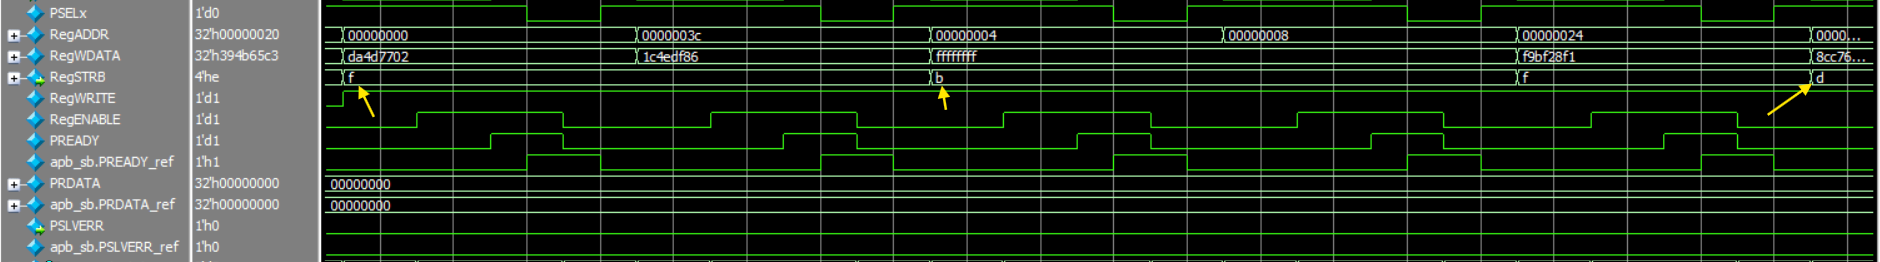 PSELx 1'd0
RegADDR 32'h00000020 00000000 0000003c 00000004 00000008 00000024 0000...
RegWDATA 32'h394b65c3 da4d7702 1c4edf86 ffffffff f9bf28f1 8cc76...
RegSTRB 4'he f b f d
RegWRITE 1'd1
RegENABLE 1'd1
PREADY 1'd1
apb_sb.PREADY_ref 1'h1
PRDATA 32'h00000000 00000000
apb_sb.PRDATA_ref 32'h00000000 00000000
PSLVERR 1'h0
apb_sb.PSLVERR_ref 1'h0